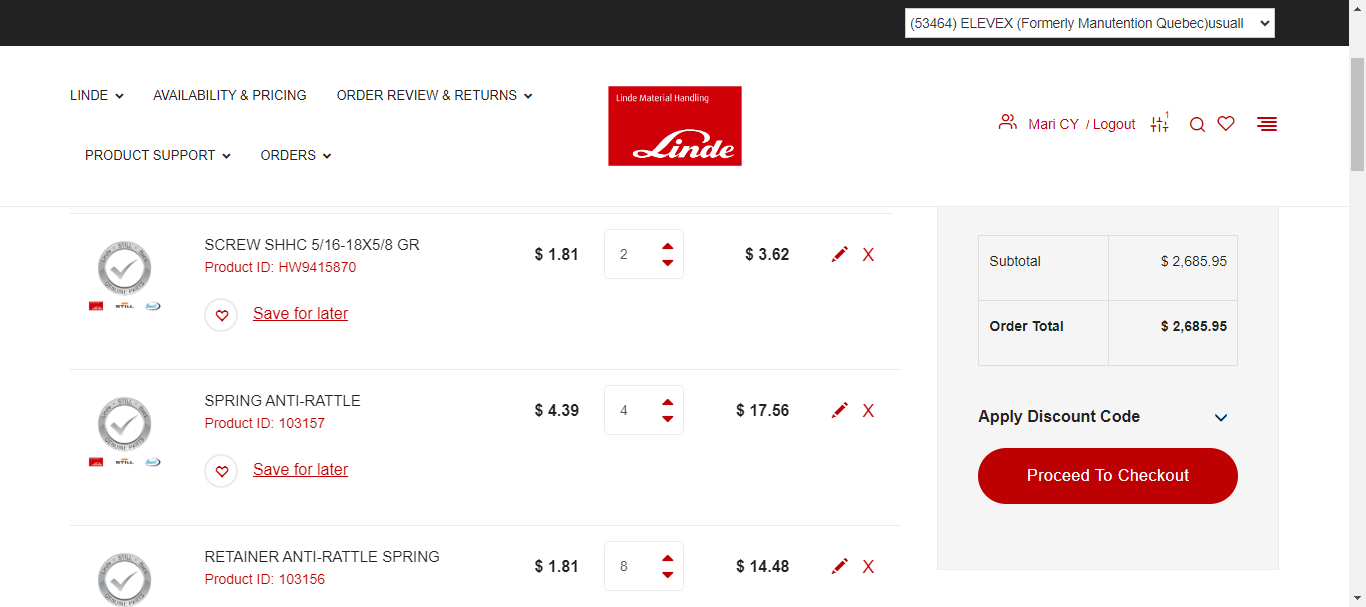 (53464) ELEVEX (Formerly Manutention Quebec)usuall
LINDE
AVAILABILITY & PRICING
ORDER REVIEW & RETURNS
PRODUCT SUPPORT
ORDERS
Linde Material Handling
Linde
Mari CY / Logout
1
SCREW SHHC 5/16-18X5/8 GR
Product ID: HW9415870
$ 1.81
2
$ 3.62
X
Save for later
SPRING ANTI-RATTLE
Product ID: 103157
$ 4.39
4
$ 17.56
X
Save for later
RETAINER ANTI-RATTLE SPRING
Product ID: 103156
$ 1.81
8
$ 14.48
X
Subtotal
$ 2,685.95
Order Total
$ 2,685.95
Apply Discount Code
Proceed To Checkout